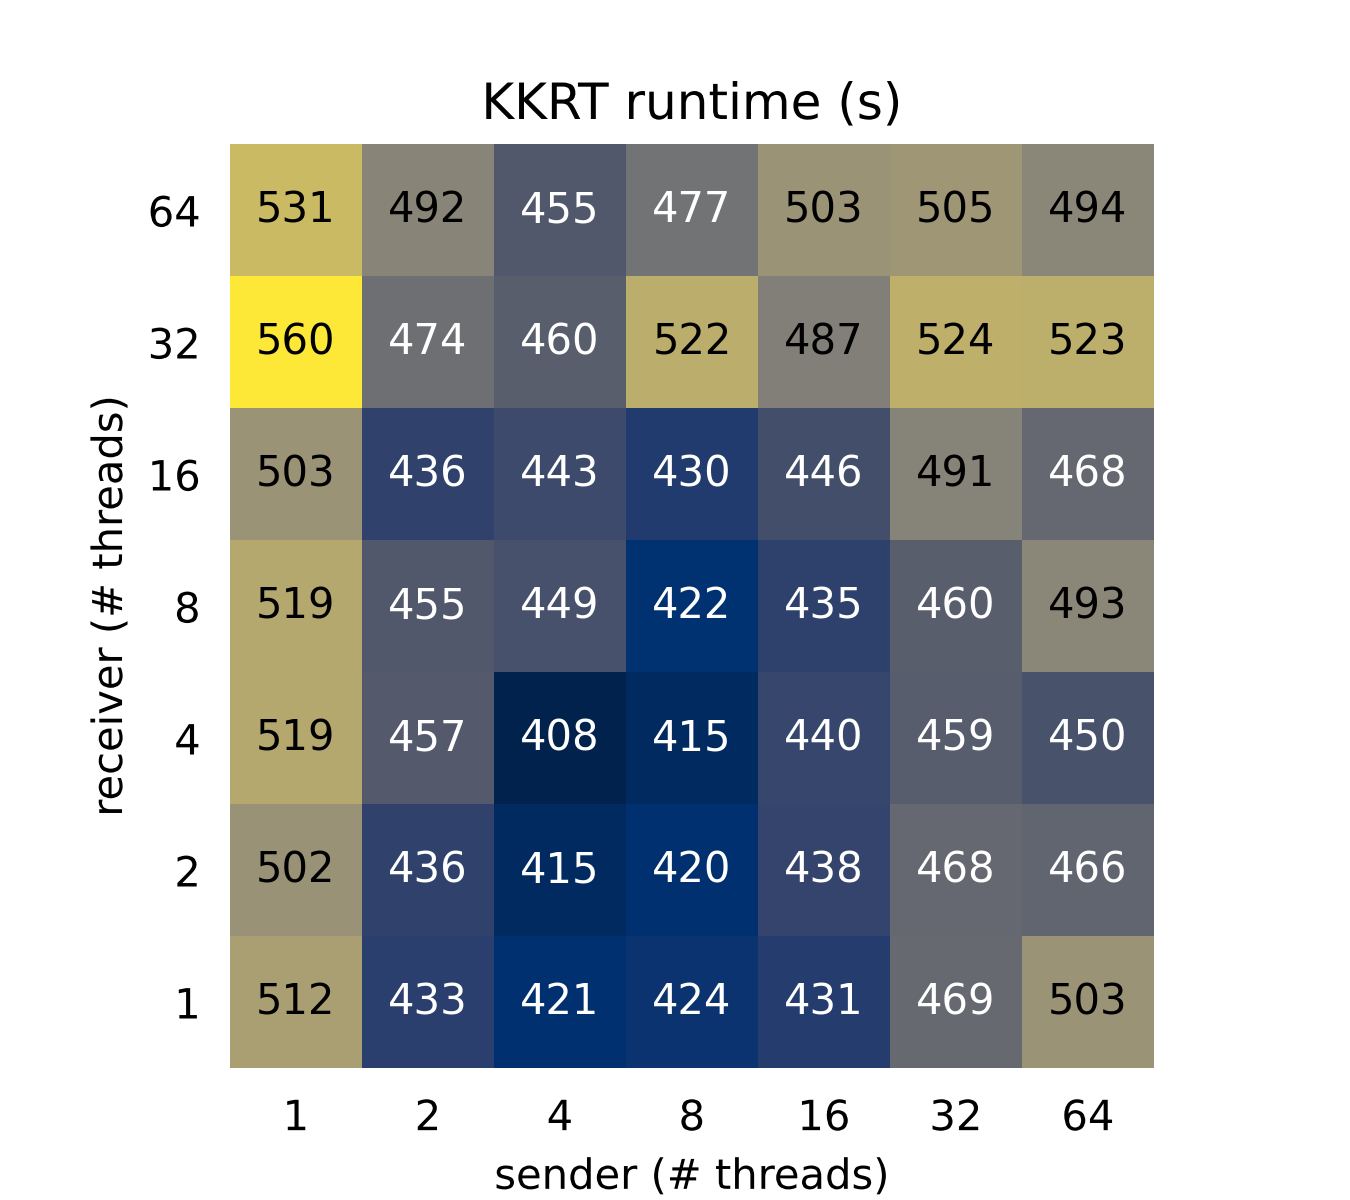 KKRT runtime (s)
64 531 492 455 477 503 505 494
32 560 474 460 522 487 524 523
16 503 436 443 430 446 491 468
8 519 455 449 422 435 460 493
4 519 457 408 415 440 459 450
2 502 436 415 420 438 468 466
1 512 433 421 424 431 469 503
receiver (# threads)
1 2 4 8 16 32 64
sender (# threads)